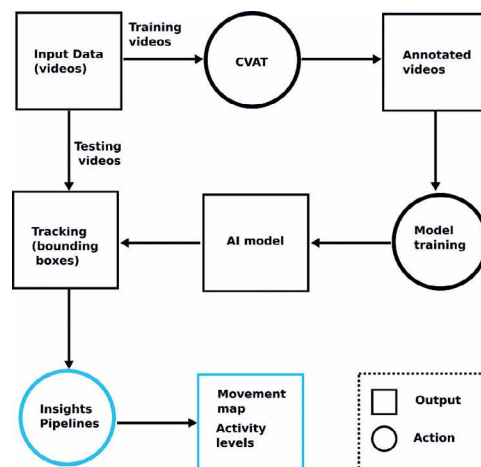 Input Data
(videos)
Training
videos
CVAT
Annotated
videos
Testing
videos
Tracking
(bounding
boxes)
AI model
Model
training
Insights
Pipelines
Movement
map
Activity
levels
Output
Action